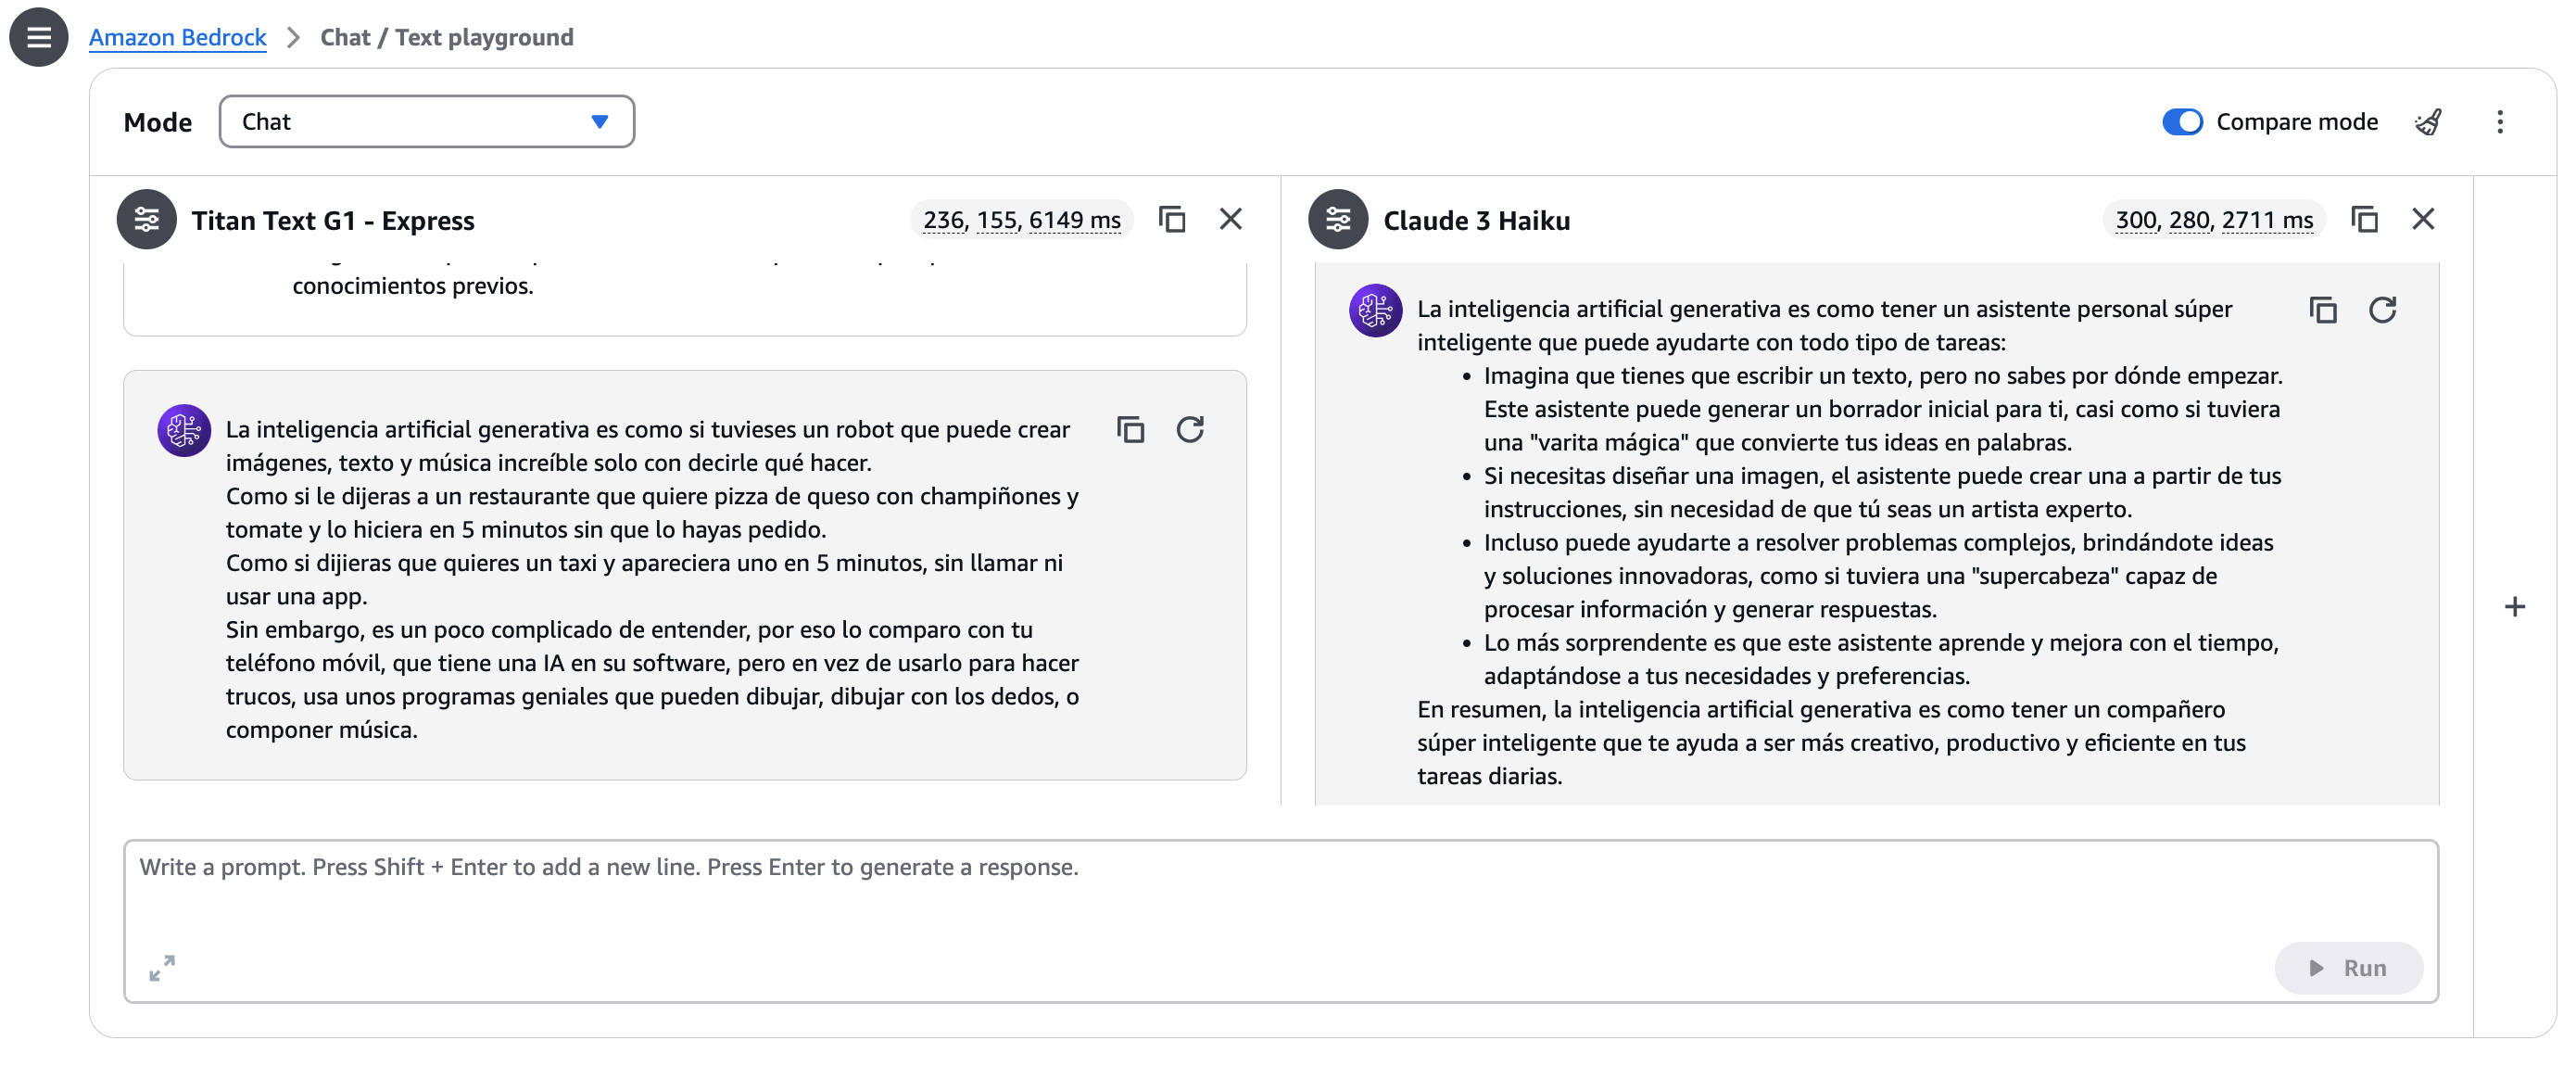 Amazon Bedrock > Chat / Text playground
Mode
Chat
Compare mode
Titan Text G1 - Express
236, 155, 6149 ms
conocimientos previos.
La inteligencia artificial generativa es como si tuvieses un robot que puede crear
imágenes, texto y música increíble solo con decirle qué hacer.
Como si le dijeras a un restaurante que quiere pizza de queso con champiñones y
tomate y lo hiciera en 5 minutos sin que lo hayas pedido.
Como si dijieras que quieres un taxi y apareciera uno en 5 minutos, sin llamar ni
usar una app.
Sin embargo, es un poco complicado de entender, por eso lo comparo con tu
teléfono móvil, que tiene una IA en su software, pero en vez de usarlo para hacer
trucos, usa unos programas geniales que pueden dibujar, dibujar con los dedos, o
componer música.
Claude 3 Haiku
300, 280, 2711 ms
La inteligencia artificial generativa es como tener un asistente personal súper
inteligente que puede ayudarte con todo tipo de tareas:
• Imagina que tienes que escribir un texto, pero no sabes por dónde empezar.
Este asistente puede generar un borrador inicial para ti, casi como si tuviera
una "varita mágica" que convierte tus ideas en palabras.
• Si necesitas diseñar una imagen, el asistente puede crear una a partir de tus
instrucciones, sin necesidad de que tú seas un artista experto.
• Incluso puede ayudarte a resolver problemas complejos, brindándote ideas
y soluciones innovadoras, como si tuviera una "supercabeza" capaz de
procesar información y generar respuestas.
• Lo más sorprendente es que este asistente aprende y mejora con el tiempo,
adaptándose a tus necesidades y preferencias.
En resumen, la inteligencia artificial generativa es como tener un compañero
súper inteligente que te ayuda a ser más creativo, productivo y eficiente en tus
tareas diarias.
Write a prompt. Press Shift + Enter to add a new line. Press Enter to generate a response.
Run